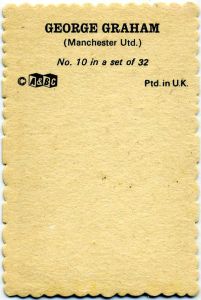 GEORGE GRAHAM
(Manchester Utd.)
No. 10 in a set of 32
© A&BC Ptd. in U.K.